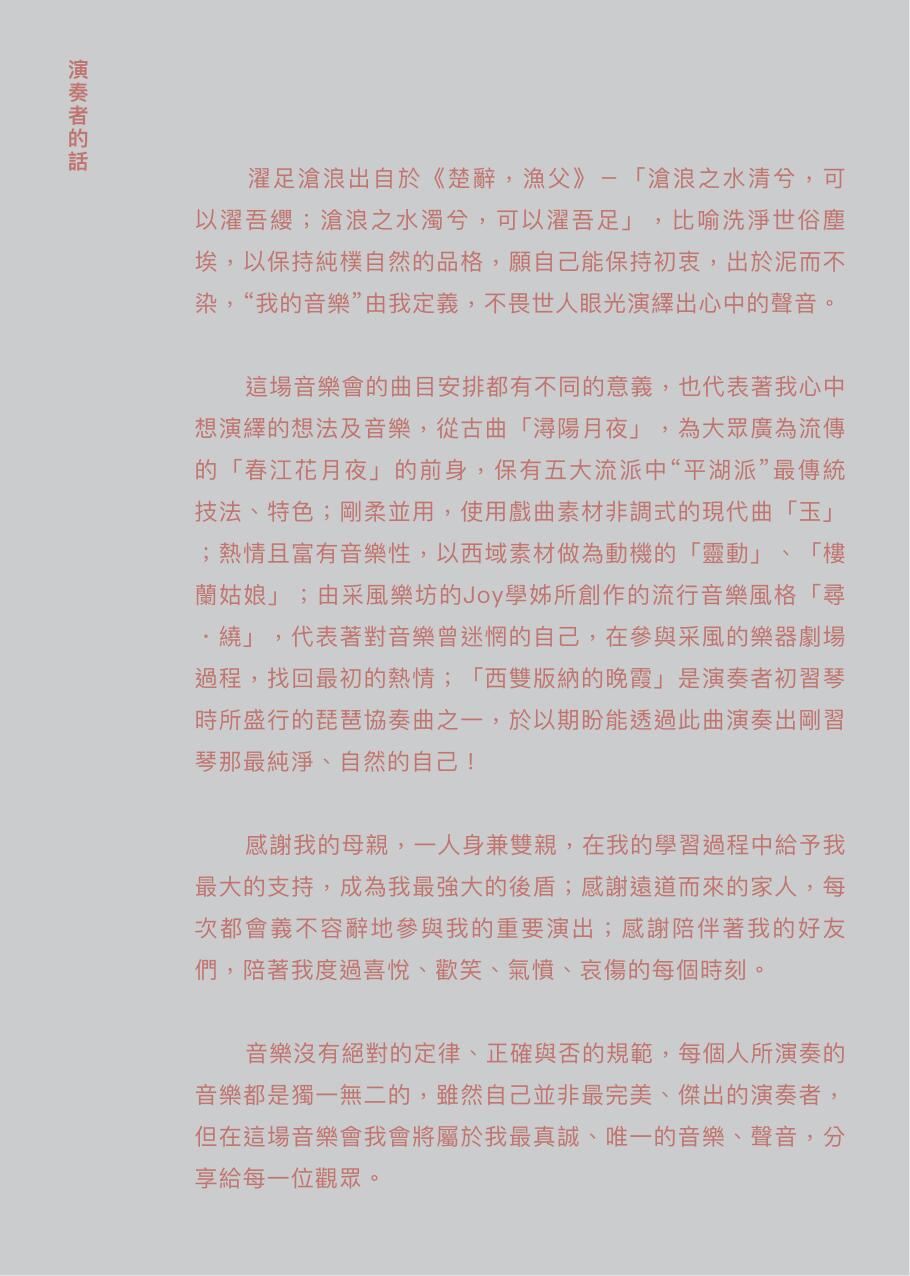 演奏者的話
濯足滄浪出自於《楚辭，漁父》－「滄浪之水清兮，可
以濯吾纓；滄浪之水濁兮，可以濯吾足」，比喻洗淨世俗塵
埃，以保持純樸自然的品格，願自己能保持初衷，出於泥而不
染，“我的音樂”由我定義，不畏世人眼光演繹出心中的聲音。
這場音樂會的曲目安排都有不同的意義，也代表著我心中
想演繹的想法及音樂，從古曲「潯陽月夜」，為大眾廣為流傳
的「春江花月夜」的前身，保有五大流派中“平湖派”最傳統
技法、特色；剛柔並用，使用戲曲素材非調式的現代曲「玉」
；熱情且富有音樂性，以西域素材做為動機的「靈動」、「樓
蘭姑娘」；由采風樂坊的Joy學姊所創作的流行音樂風格「尋
．繞」，代表著對音樂曾迷惘的自己，在參與采風的樂器劇場
過程，找回最初的熱情；「西雙版納的晚霞」是演奏者初習琴
時所盛行的琵琶協奏曲之一，於以期盼能透過此曲演奏出剛習
琴那最純淨、自然的自己！
感謝我的母親，一人身兼雙親，在我的學習過程中給予我
最大的支持，成為我最強大的後盾；感謝遠道而來的家人，每
次都會義不容辭地參與我的重要演出；感謝陪伴著我的好友
們，陪著我度過喜悅、歡笑、氣憤、哀傷的每個時刻。
音樂沒有絕對的定律、正確與否的規範，每個人所演奏的
音樂都是獨一無二的，雖然自己並非最完美、傑出的演奏者，
但在這場音樂會我會將屬於我最真誠、唯一的音樂、聲音，分
享給每一位觀眾。